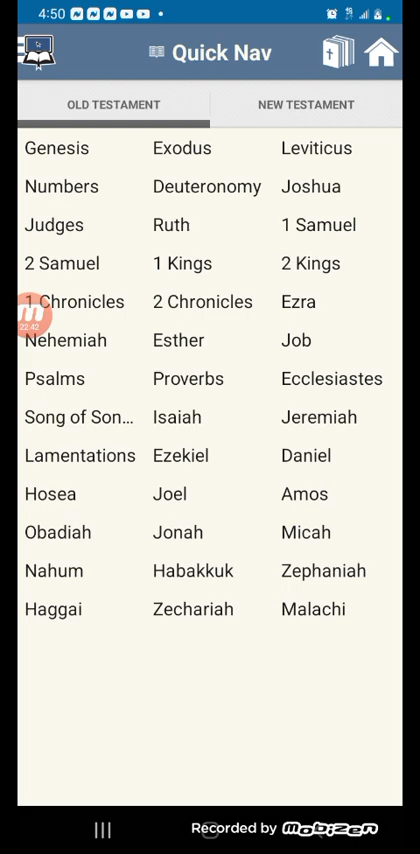 4:50
Quick Nav
OLD TESTAMENT NEW TESTAMENT
Genesis Exodus Leviticus
Numbers Deuteronomy Joshua
Judges Ruth 1 Samuel
2 Samuel 1 Kings 2 Kings
1 Chronicles 2 Chronicles Ezra
22:42
Nehemiah Esther Job
Psalms Proverbs Ecclesiastes
Song of Son... Isaiah Jeremiah
Lamentations Ezekiel Daniel
Hosea Joel Amos
Obadiah Jonah Micah
Nahum Habakkuk Zephaniah
Haggai Zechariah Malachi
Recorded by Mobizen